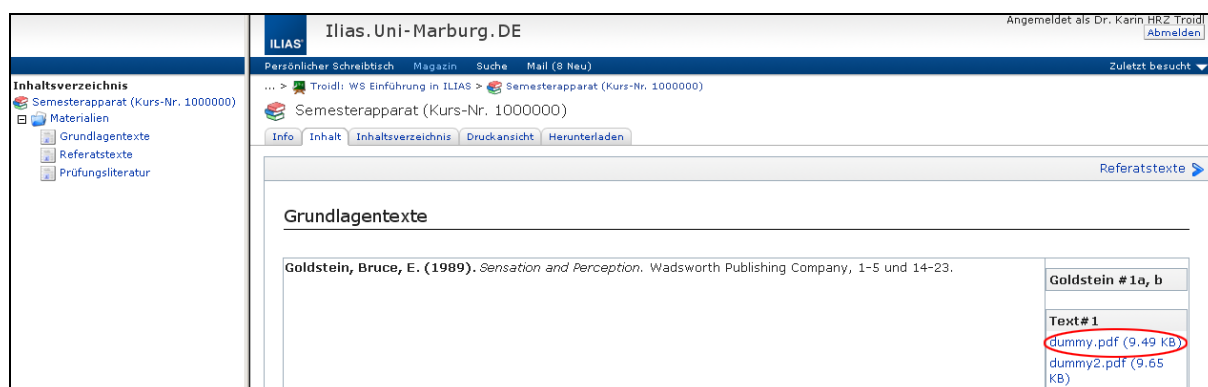 Angemeldet als Dr. Karin HRZ Troidl
Abmelden
ILIAS
Ilias.Uni-Marburg.DE
Persönlicher Schreibtisch Magazin Suche Mail (8 Neu) Zuletzt besucht
Inhaltsverzeichnis
Semesterapparat (Kurs-Nr. 1000000)
Materialien
Grundlagentexte
Referatstexte
Prüfungsliteratur
... > Troidl: WS Einführung in ILIAS > Semesterapparat (Kurs-Nr. 1000000)
Semesterapparat (Kurs-Nr. 1000000)
Info Inhalt Inhaltsverzeichnis Druckansicht Herunterladen
Referatstexte
Grundlagentexte
Goldstein, Bruce, E. (1989). Sensation and Perception. Wadsworth Publishing Company, 1-5 und 14-23.
Goldstein #1a, b
Text#1
dummy.pdf (9.49 KB)
dummy2.pdf (9.65
KB)